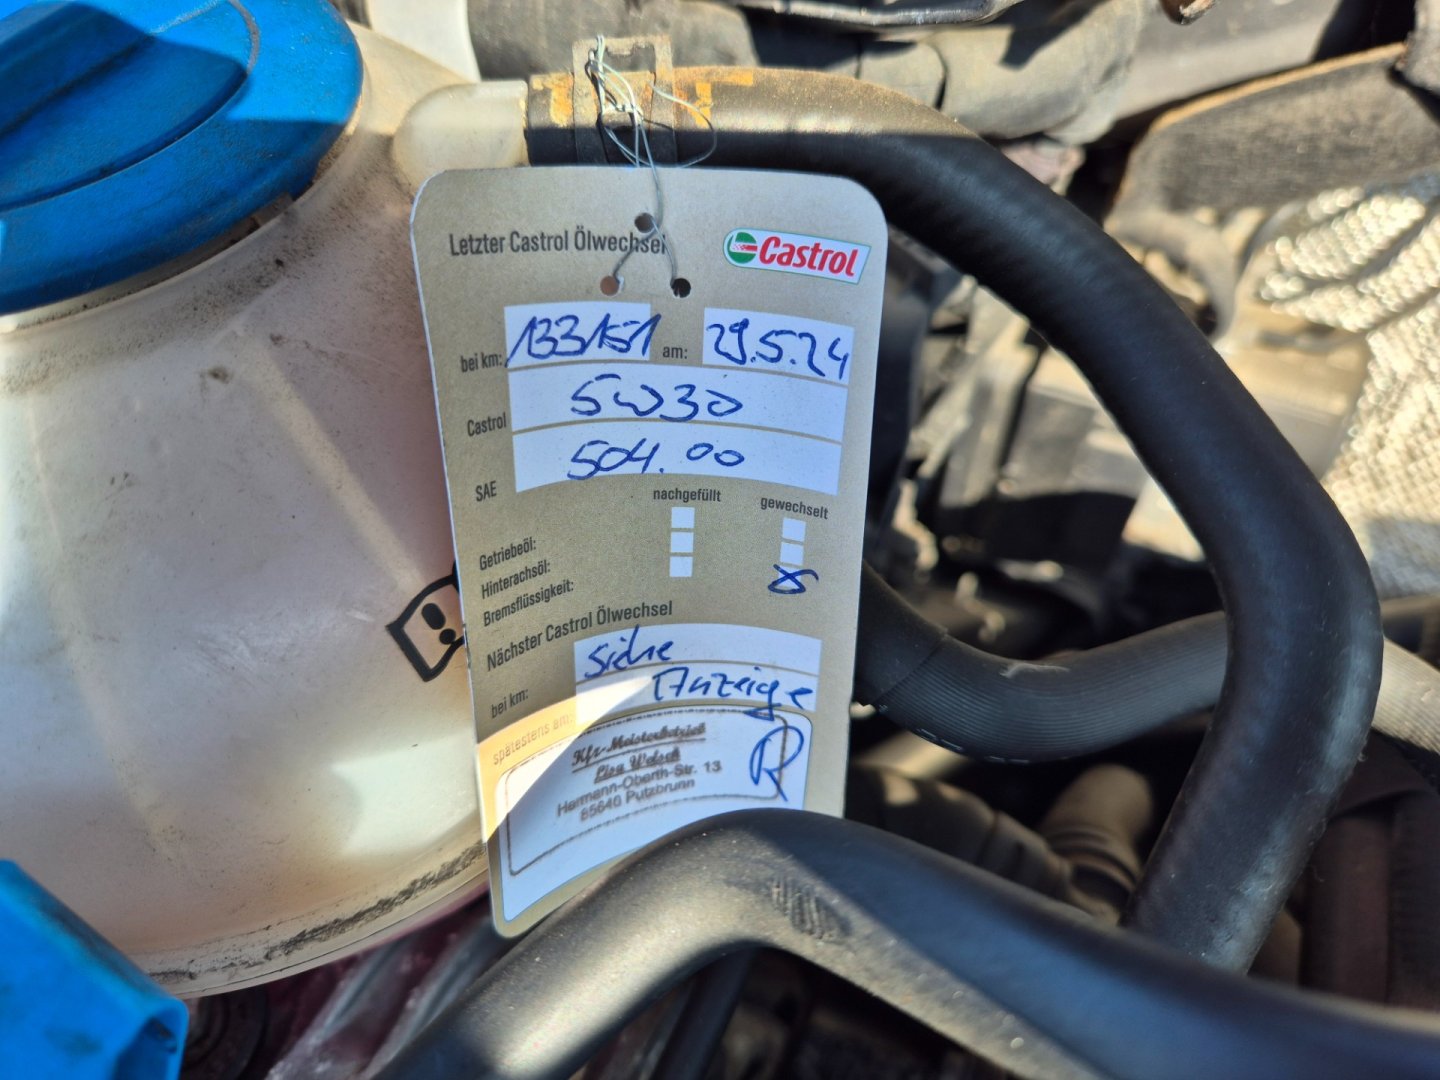 Letzter Castrol Ölwechsel
Castrol
bei km: 133151 am: 29.5.24
Castrol 5W30
SAE 504.00
nachgefüllt gewechselt
Getriebeöl:
Hinterachsöl:
Bremsflüssigkeit:
Nächster Castrol Ölwechsel
bei km: siehe
spätestens am: Anzeige
Kfz-Meisterbetrieb
Hermann-Oberth-Str. 13
85640 Putzbrunn